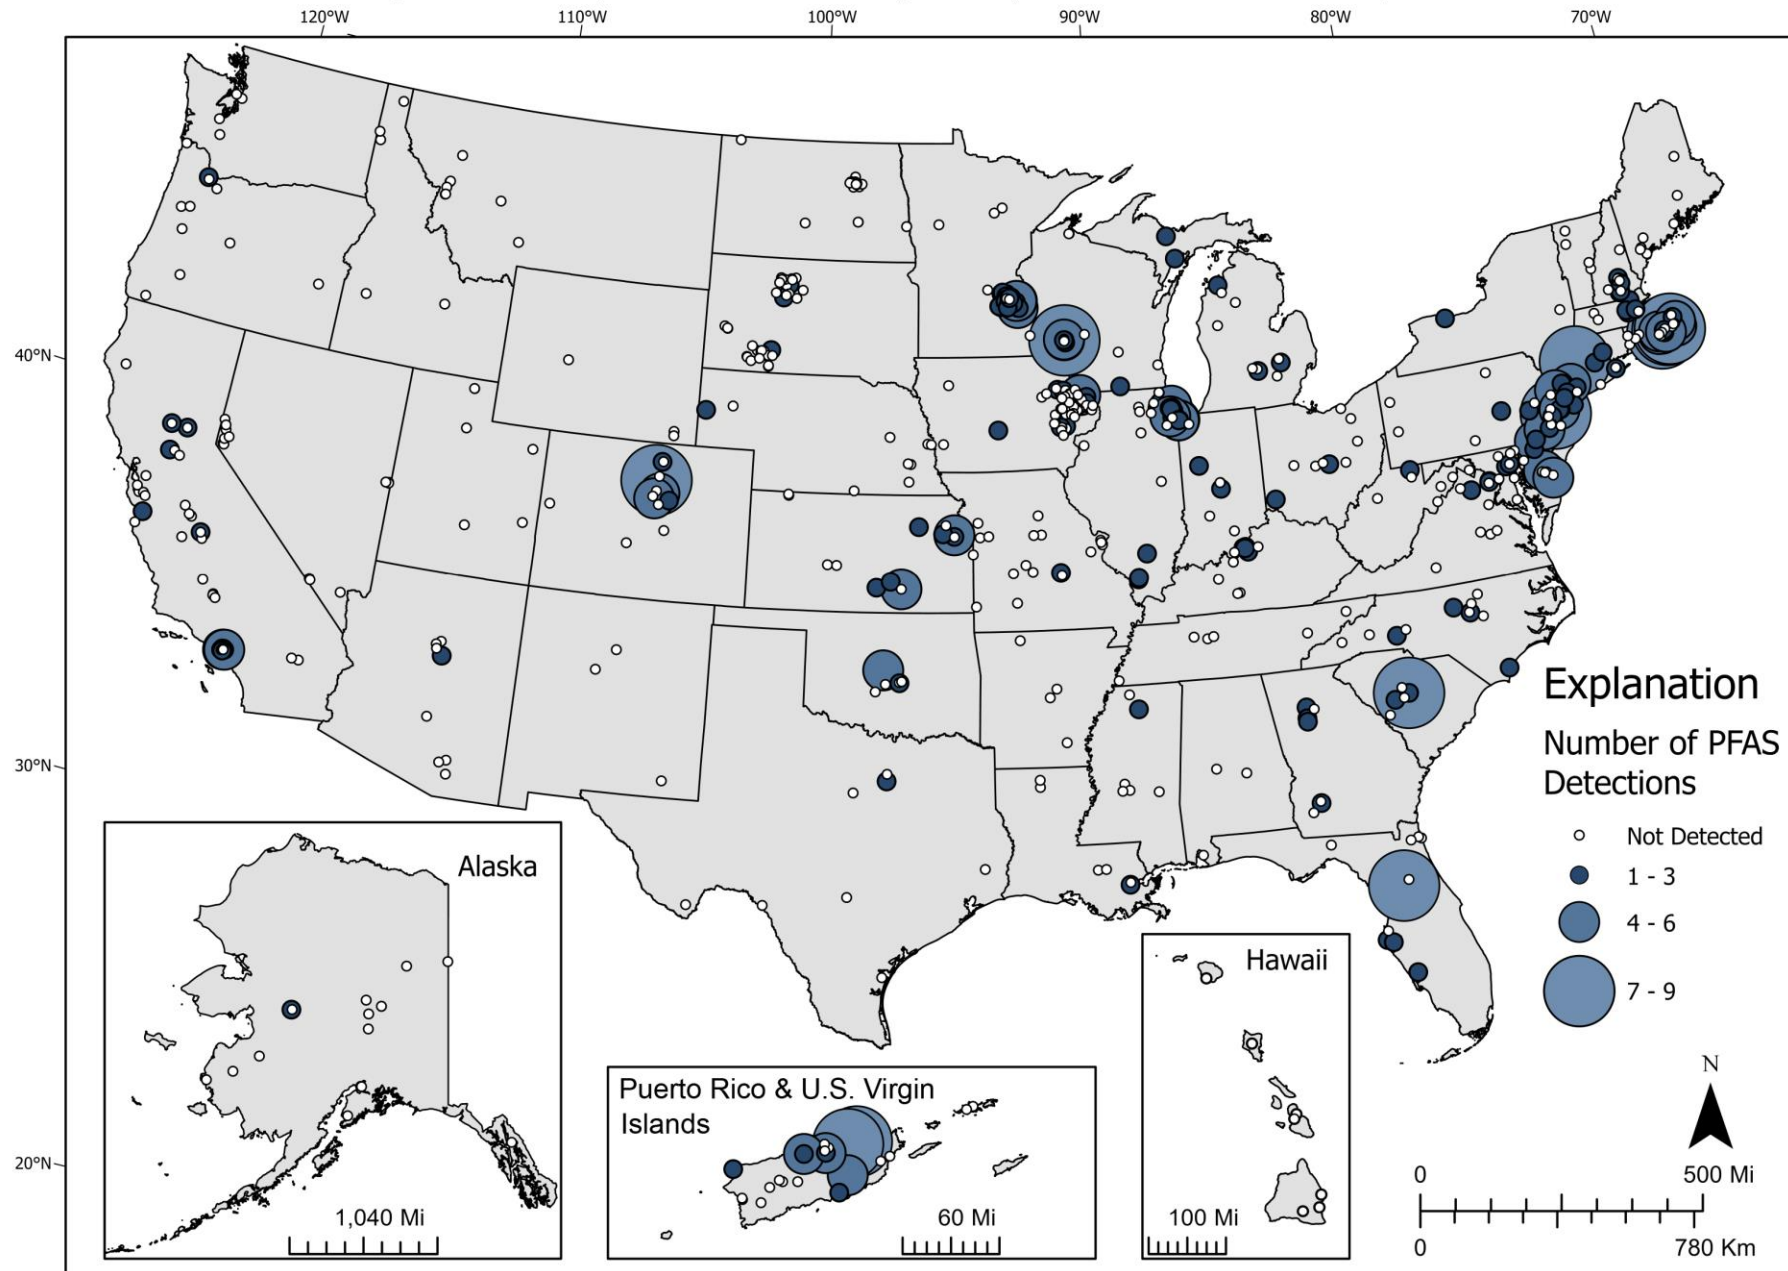 120°W
110°W
100°W
90°W
80°W
70°W
40°N
30°N
20°N
Explanation
Number of PFAS
Detections
Not Detected
1 - 3
4 - 6
7 - 9
Alaska
1,040 Mi
Puerto Rico & U.S. Virgin
Islands
60 Mi
Hawaii
100 Mi
N
0
500 Mi
0
780 Km